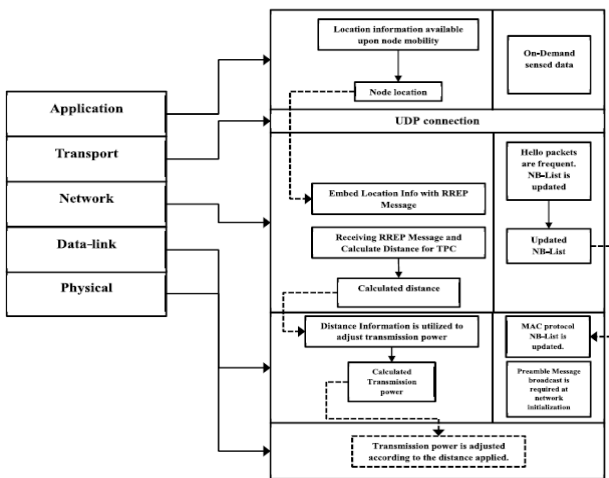 Application
Transport
Network
Data-link
Physical
Location information available
upon node mobility
Node location
On-Demand
sensed data
UDP connection
Embed Location Info with RREP
Message
Receiving RREP Message and
Calculate Distance for TPC
Calculated distance
Hello packets
are frequent.
NB-List is
updated
Updated
NB-List
Distance Information is utilized to
adjust transmission power
Calculated
Transmission
power
MAC protocol
NB-List is
updated.
Preamble Message
broadcast is
required at
network
initialization
Transmission power is adjusted
according to the distance applied.